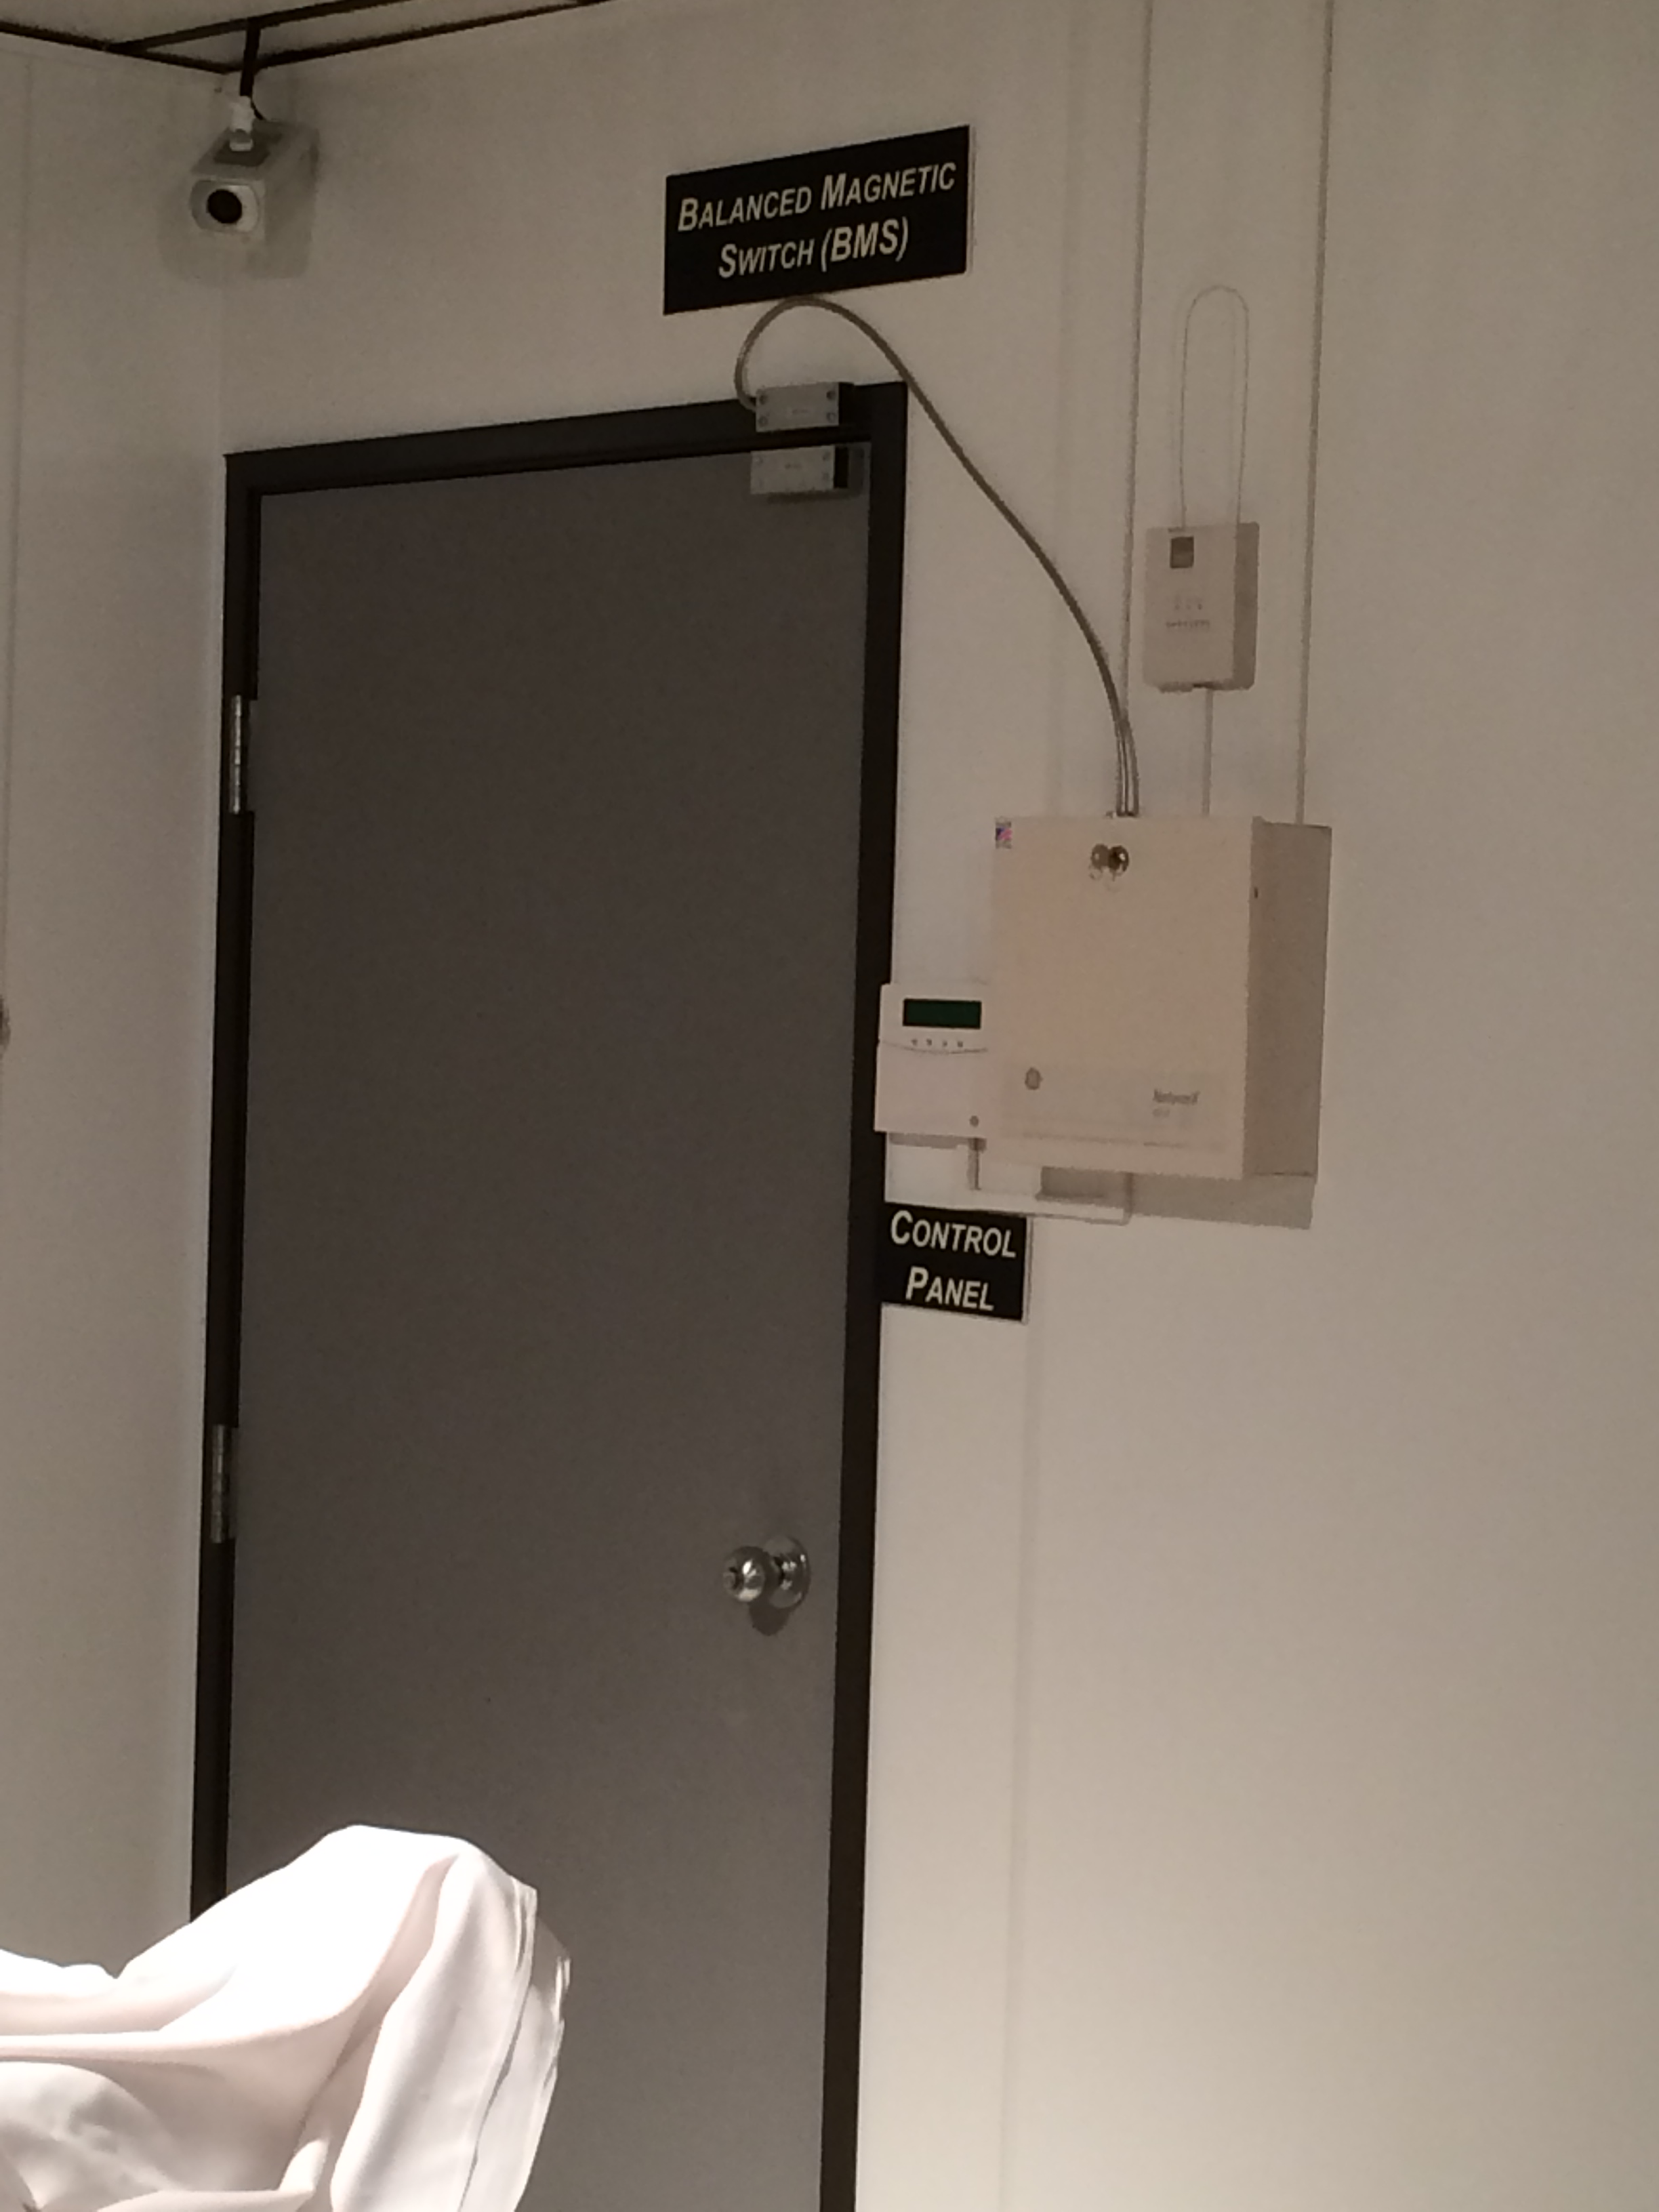 BALANCED MAGNETIC
SWITCH (BMS)
CONTROL
PANEL